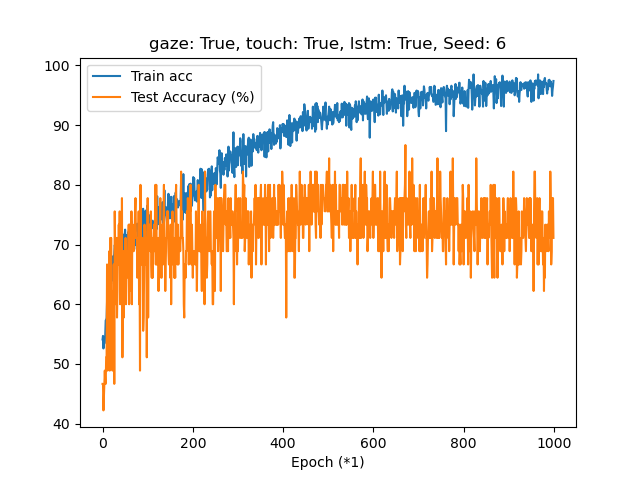 gaze: True, touch: True, lstm: True, Seed: 6
Train acc
Test Accuracy (%)
100
90
80
70
60
50
40
0 200 400 600 800 1000
Epoch (*1)